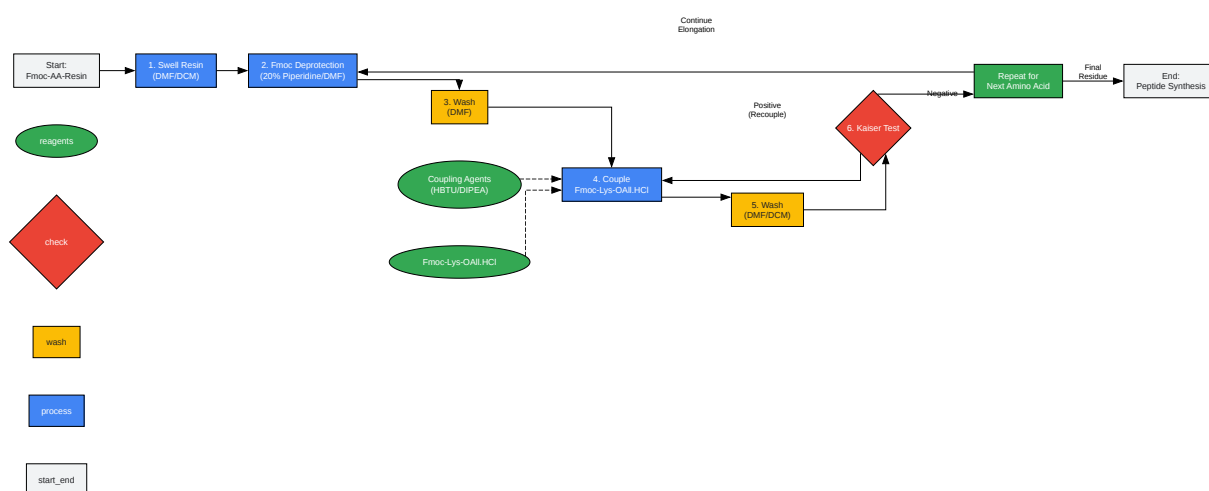 Continue
Elongation
Start:
Fmoc-AA-Resin
1. Swell Resin
(DMF/DCM)
2. Fmoc Deprotection
(20% Piperidine/DMF)
Repeat for
Next Amino Acid
Final
Residue
End:
Peptide Synthesis
3. Wash
(DMF)
Negative
Positive
(Recouple)
6. Kaiser Test
reagents
Coupling Agents
(HBTU/DIPEA)
4. Couple
Fmoc-Lys-OAll.HCl
5. Wash
(DMF/DCM)
check
Fmoc-Lys-OAll.HCl
wash
process
start_end